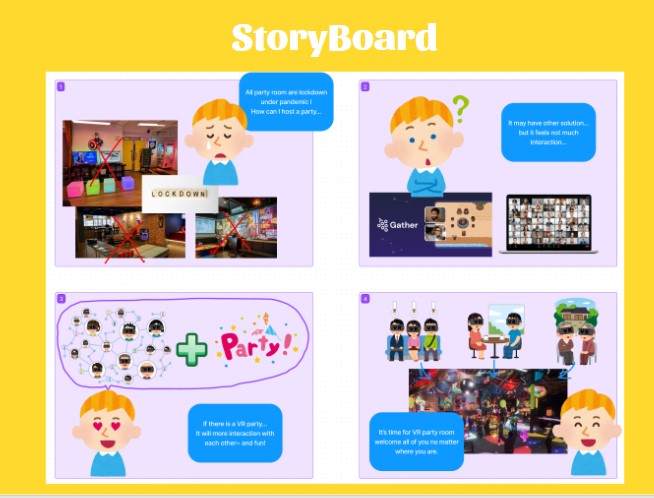 StoryBoard
1
All party room are lockdown
under pandemic !
How can I host a party...
LOCKDOWN
2
It may have other solution...
but it feels not much
interaction...
Gather
3
Party!
If there is a VR party...
It will more interaction with
each other~ and fun!
4
It's time for VR party room
welcome all of you no matter
where you are.